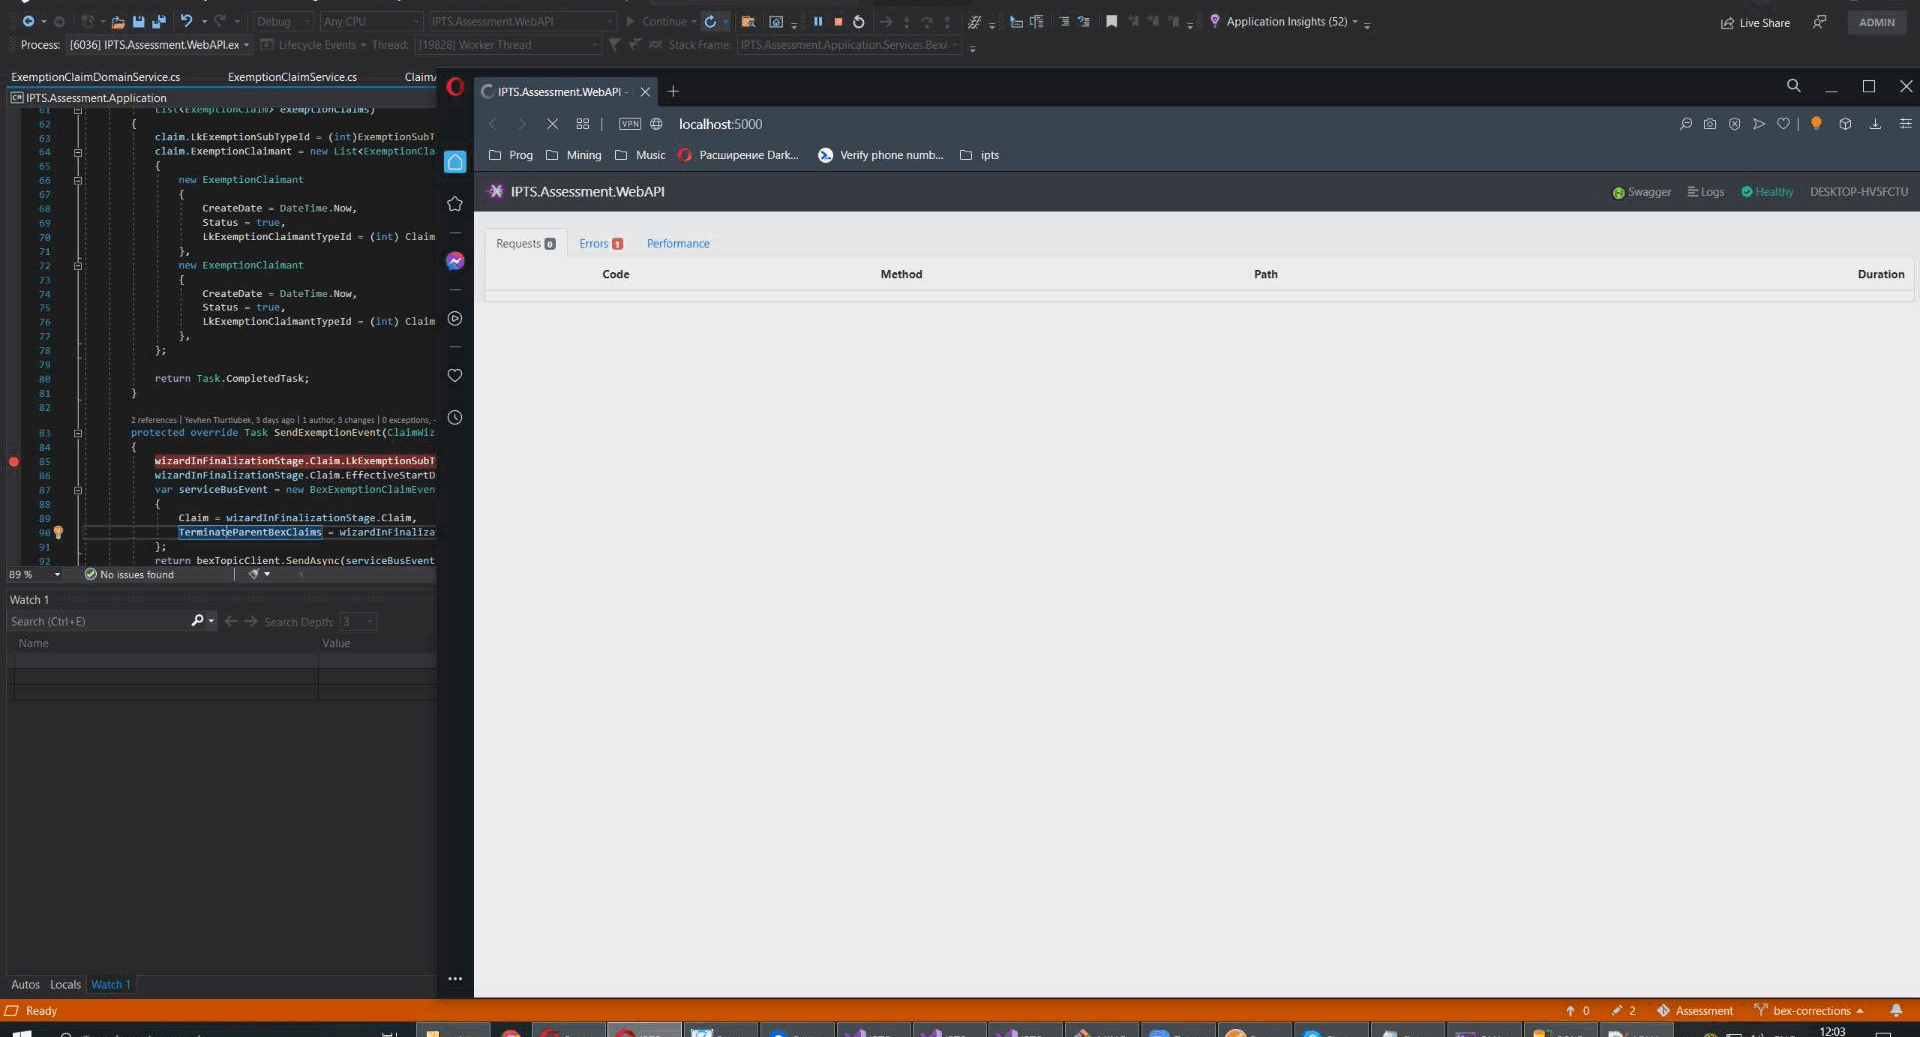 Debug Any CPU IPTS.Assessment.WebAPI Continue Application Insights (52) Live Share ADMIN
Process: [6036] IPTS.Assessment.WebAPI.ex Lifecycle Events Thread: [19828] Worker Thread Stack Frame: IPTS.Assessment.Application.Services.BexA
ExemptionClaimDomainService.cs ExemptionClaimService.cs ClaimA
IPTS.Assessment.Application
61 List<ExemptionClaim> exemptionClaims)
62 {
63 claim.LkExemptionSubTypeId = (int)ExemptionSubT
64 claim.ExemptionClaimant = new List<ExemptionCla
65 {
66 new ExemptionClaimant
67 {
68 CreateDate = DateTime.Now,
69 Status = true,
70 LkExemptionClaimantTypeId = (int) Claim
71 },
72 new ExemptionClaimant
73 {
74 CreateDate = DateTime.Now,
75 Status = true,
76 LkExemptionClaimantTypeId = (int) Claim
77 },
78 };
79
80 return Task.CompletedTask;
81 }
82
2 references | Yevhen Tiurtiubek, 3 days ago | 1 author, 3 changes | 0 exceptions, -
83 protected override Task SendExemptionEvent(ClaimWiz
84 {
85 wizardInFinalizationStage.Claim.LkExemptionSubT
86 wizardInFinalizationStage.Claim.EffectiveStartD
87 var serviceBusEvent = new BexExemptionClaimEven
88 {
89 Claim = wizardInFinalizationStage.Claim,
90 TerminateParentBexClaims = wizardInFinaliza
91 };
92 return bexTopicClient.SendAsync(serviceBusEvent
89 % No issues found
Watch 1
Search (Ctrl+E) Search Depth: 3
Name Value
Autos Locals Watch 1
IPTS.Assessment.WebAPI -
VPN localhost:5000
Prog Mining Music Расширение Dark... Verify phone numb... ipts
IPTS.Assessment.WebAPI Swagger Logs Healthy DESKTOP-HV5FCTU
Requests 0 Errors 1 Performance
Code Method Path Duration
Ready 0 2 Assessment bex-corrections
12:03